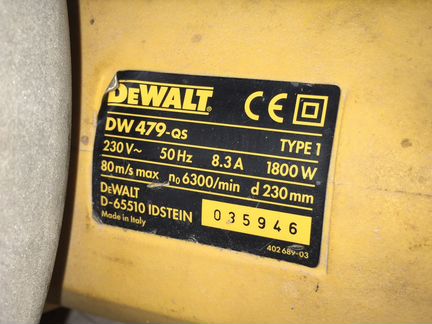 DEWALT
CE
DW 479-QS TYPE 1
230 V~ 50 Hz 8.3 A 1800 W
80 m/s max n₀ 6300/min d 230 mm
DEWALT
D-65510 IDSTEIN 035946
Made in Italy
402 689-03